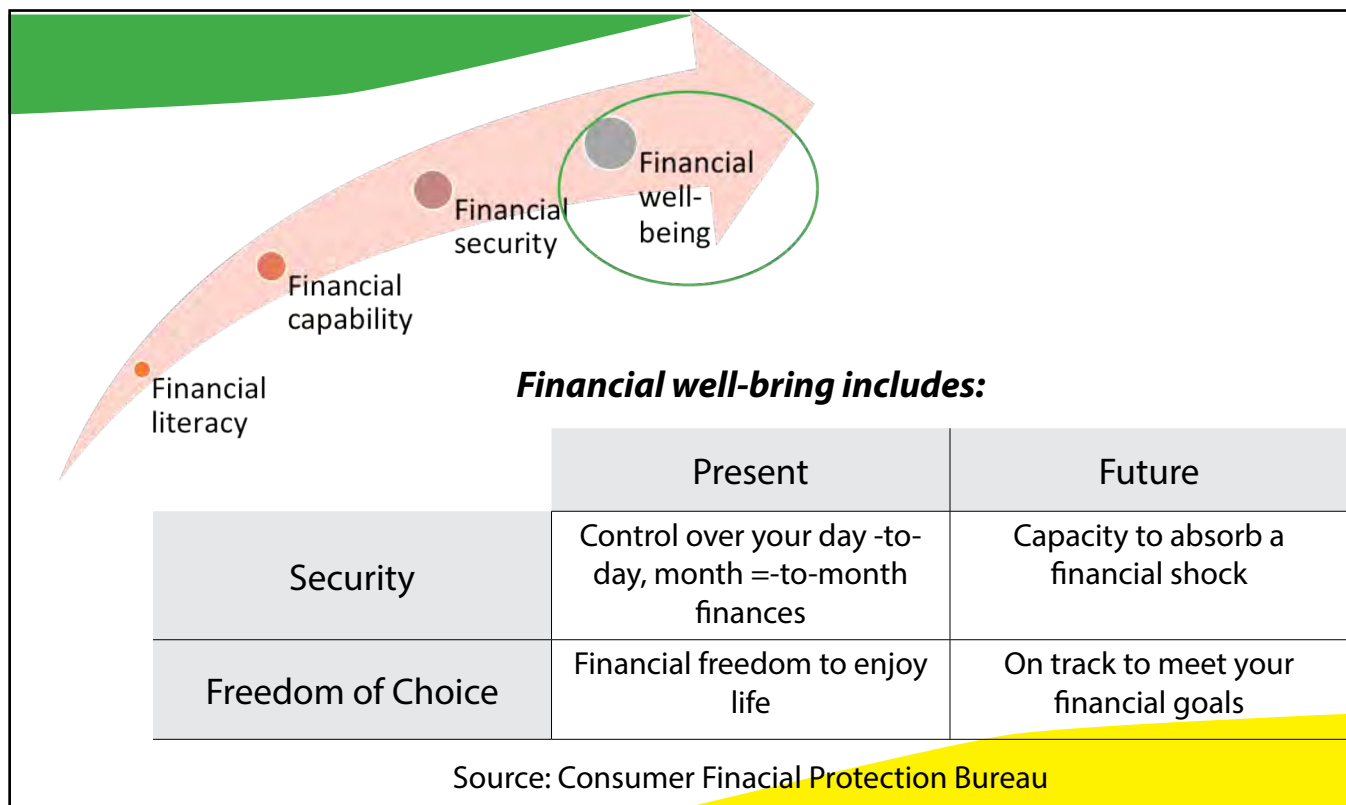 Financial
well-
being
Financial
security
Financial
capability
Financial
literacy
Financial well-bring includes:
Present
Future
Security
Control over your day -to-
day, month =-to-month
finances
Capacity to absorb a
financial shock
Freedom of Choice
Financial freedom to enjoy
life
On track to meet your
financial goals
Source: Consumer Finacial Protection Bureau